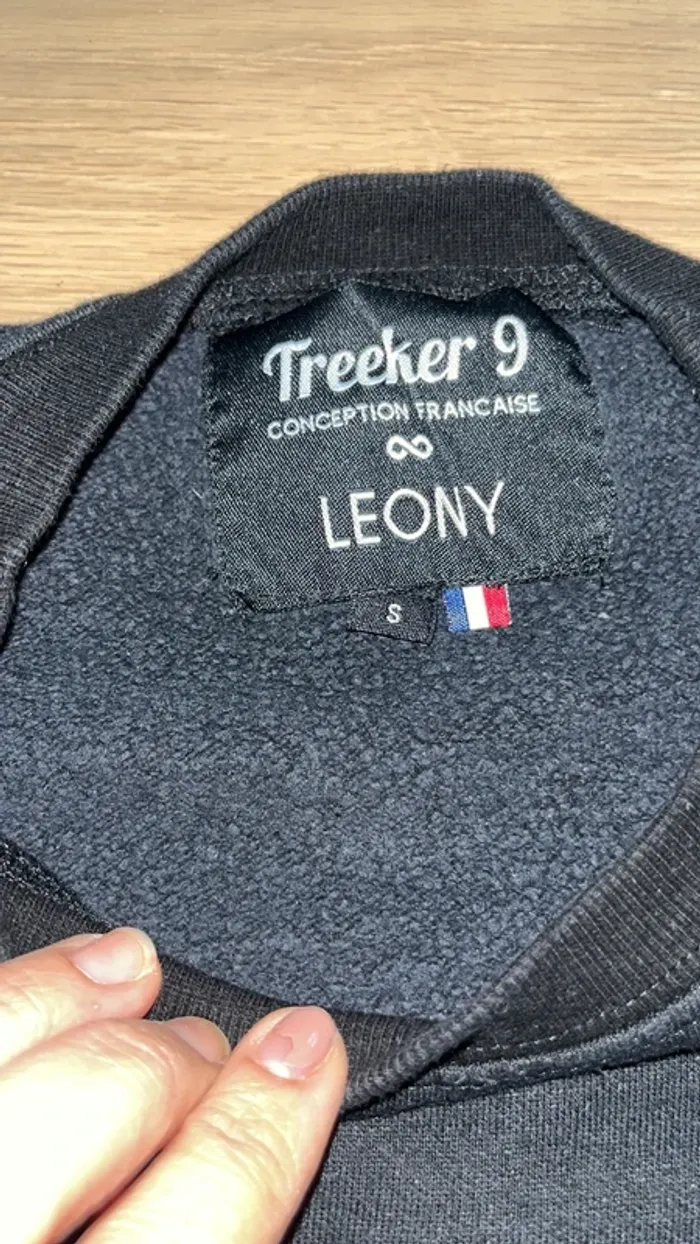 Treeker 9
CONCEPTION FRANCAISE
LEONY
S